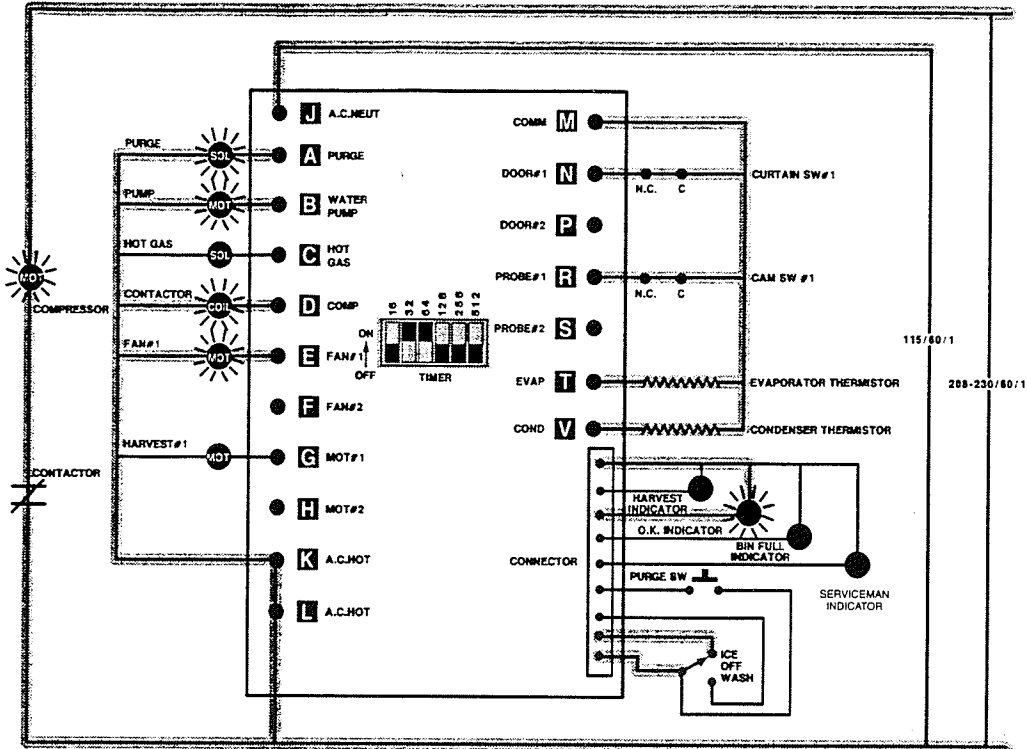 J A.C.NEUT
PURGE
SOL
A PURGE
PUMP
MOT
B WATER
PUMP
HOT GAS
SOL
C HOT
GAS
MOT
COMPRESSOR
CONTACTOR
COIL
D COMP
FAN#1
MOT
E FAN#1
F FAN#2
HARVEST#1
MOT
G MOT#1
CONTACTOR
H MOT#2
K A.C.HOT
L A.C.HOT
16 32 64 128 256 512
ON
OFF
TIMER
COMM M
DOOR#1 N
N.C. C
CURTAIN SW#1
DOOR#2 P
PROBE#1 R
N.C. C
CAM SW #1
PROBE#2 S
EVAP T
EVAPORATOR THERMISTOR
COND V
CONDENSER THERMISTOR
115/60/1
208-230/60/1
HARVEST
INDICATOR
O.K. INDICATOR
BIN FULL
INDICATOR
CONNECTOR
PURGE SW
SERVICEMAN
INDICATOR
ICE
OFF
WASH